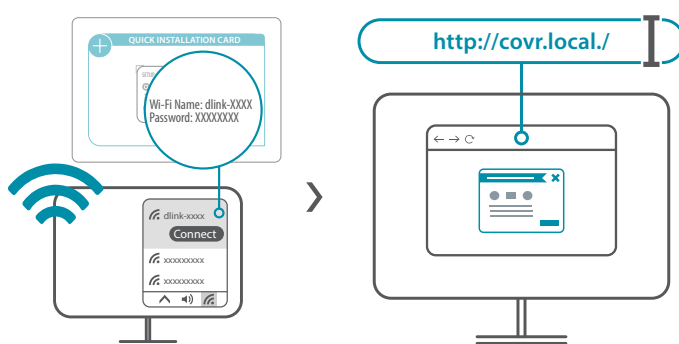 QUICK INSTALLATION CARD
Wi-Fi Name: dlink-XXXX
Password: XXXXXXXX
dlink-xxxx
Connect
xxxxxxxxx
xxxxxxxxx
http://covr.local./